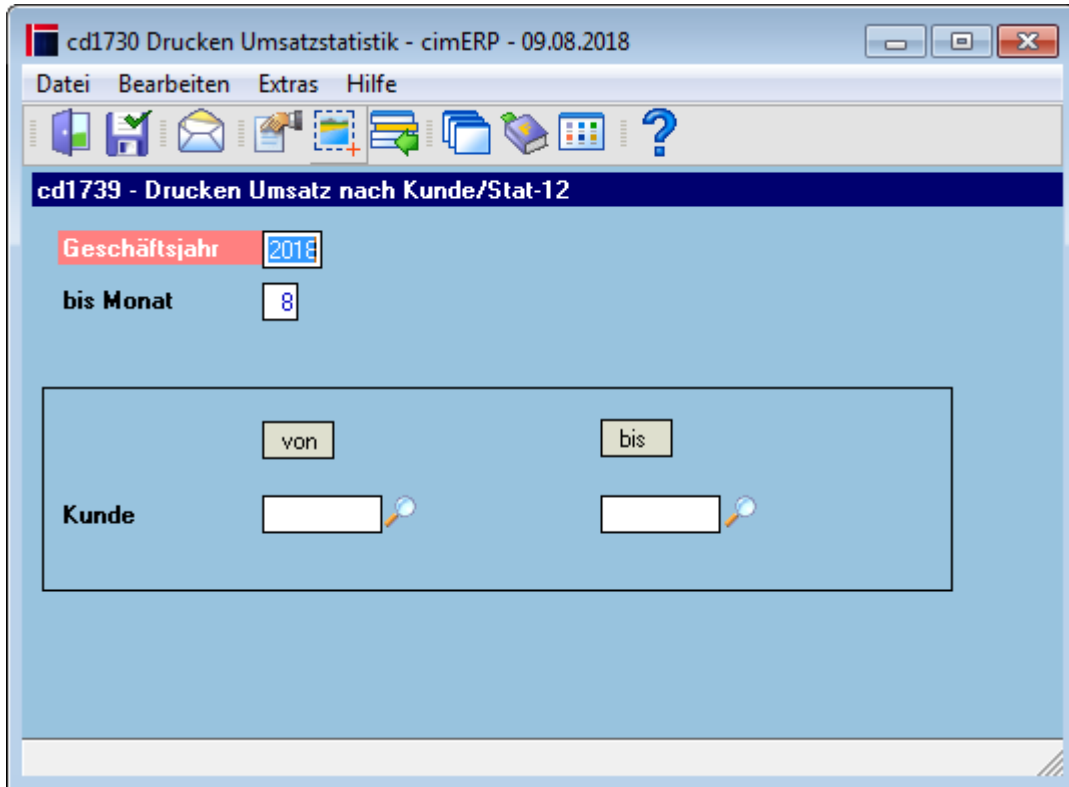 cd1730 Drucken Umsatzstatistik - cimERP - 09.08.2018
Datei Bearbeiten Extras Hilfe
cd1739 - Drucken Umsatz nach Kunde/Stat-12
Geschäftsjahr 2018
bis Monat 8
von bis
Kunde